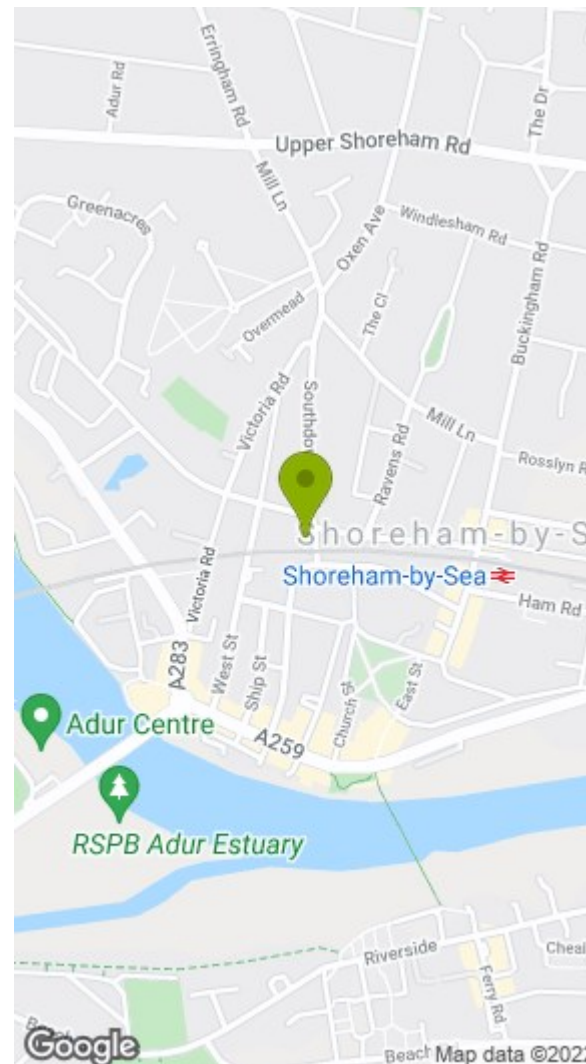 Erringham Rd
Adur Rd
The Dr
Upper Shoreham Rd
Mill Ln
Greenacres
Oxen Ave
Windlesham Rd
Overmead
The Cl
Buckingham Rd
Victoria Rd
Southdo
Mill Ln
Ravens Rd
Rosslyn R
Shoreham-by-S
Shoreham-by-Sea
Victoria Rd
Ham Rd
A283
West St
Ship St
Church St
East St
Adur Centre
A259
RSPB Adur Estuary
Riverside
Cheal
Ferry Rd
Beach
Google
Map data ©202